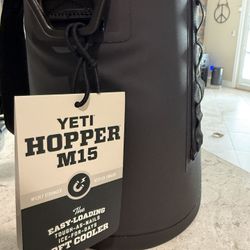 YETI
HOPPER
M15
The
EASY-LOADING
TOUGH-AS-NAILS
ICE-FOR-DAYS
SOFT COOLER